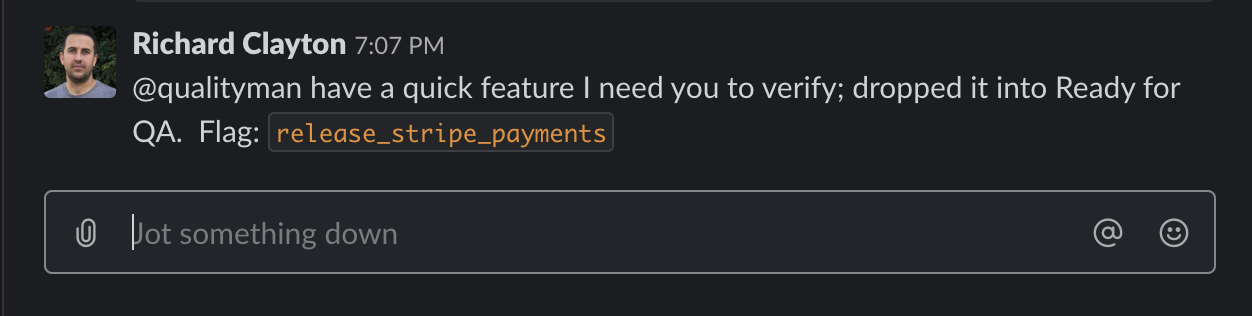 Richard Clayton 7:07 PM
@qualityman have a quick feature I need you to verify; dropped it into Ready for
QA. Flag: release_stripe_payments
Jot something down